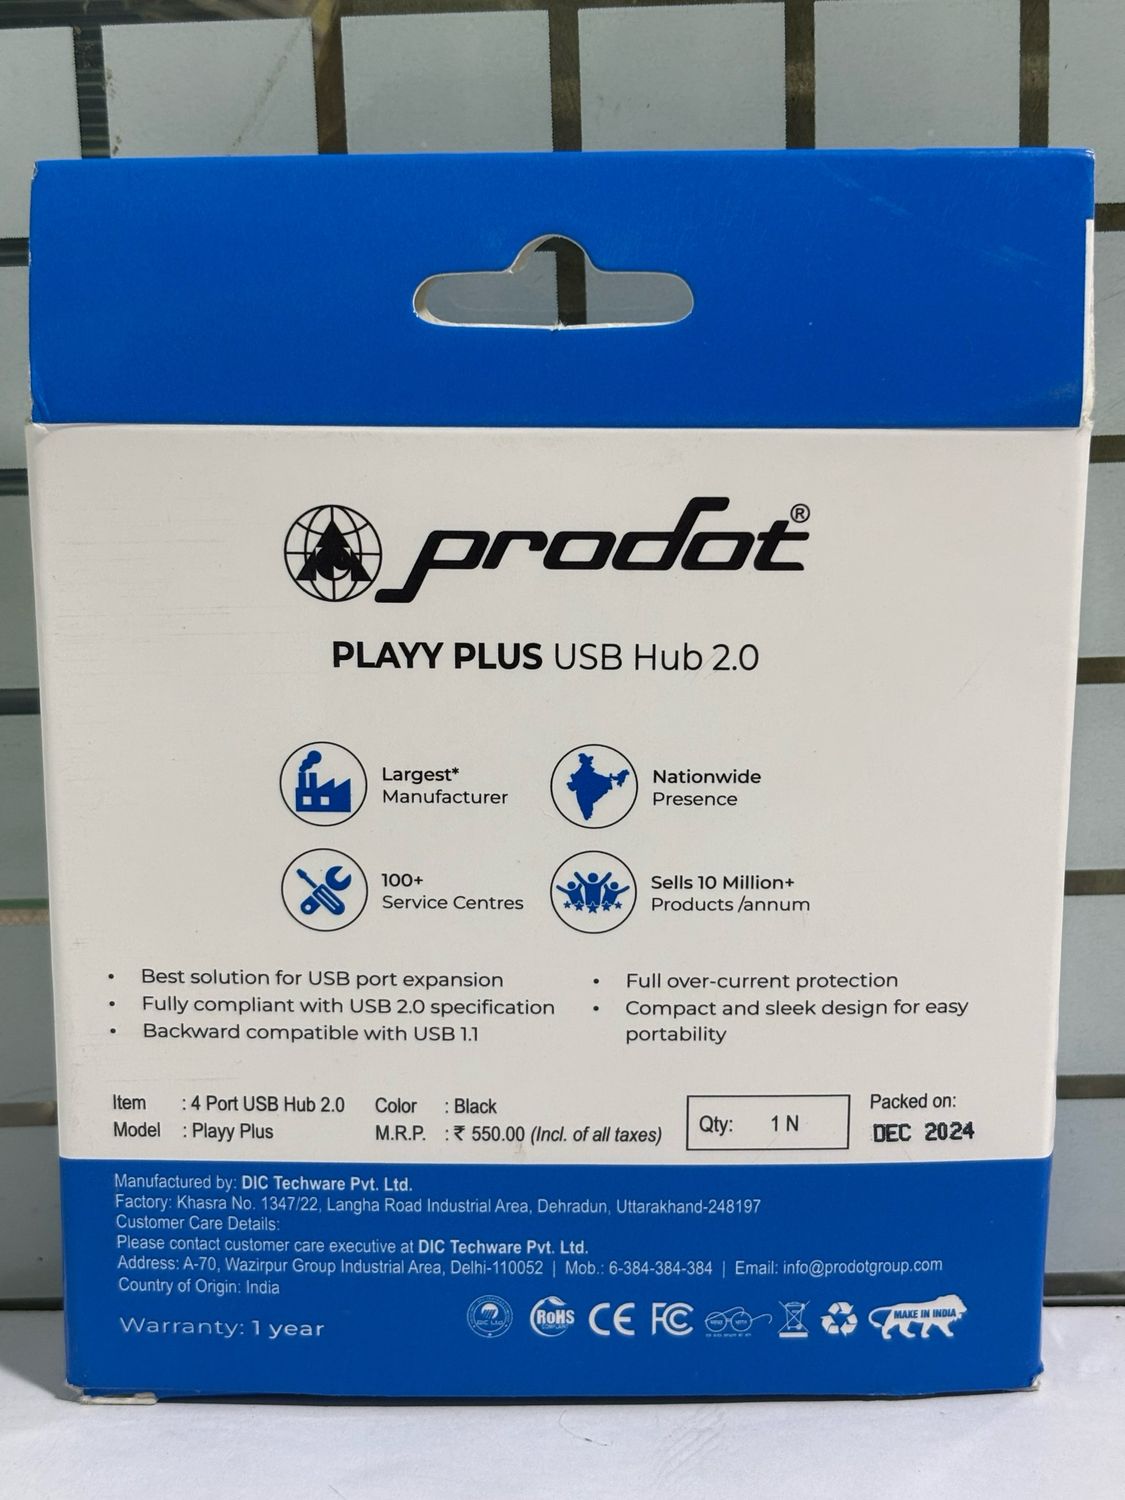 prodot®
PLAYY PLUS USB Hub 2.0
Largest*
Manufacturer
Nationwide
Presence
100+
Service Centres
Sells 10 Million+
Products /annum
• Best solution for USB port expansion
• Fully compliant with USB 2.0 specification
• Backward compatible with USB 1.1
• Full over-current protection
• Compact and sleek design for easy
portability
Item : 4 Port USB Hub 2.0
Model : Playy Plus
Color : Black
M.R.P. : ₹ 550.00 (Incl. of all taxes)
Qty: 1 N
Packed on:
DEC 2024
Manufactured by: DIC Techware Pvt. Ltd.
Factory: Khasra No. 1347/22, Langha Road Industrial Area, Dehradun, Uttarakhand-248197
Customer Care Details:
Please contact customer care executive at DIC Techware Pvt. Ltd.
Address: A-70, Wazirpur Group Industrial Area, Delhi-110052 | Mob.: 6-384-384-384 | Email: info@prodotgroup.com
Country of Origin: India
Warranty: 1 year
DIC Ltd
RoHS
COMPLIANT
CE
FC
MAKE IN INDIA